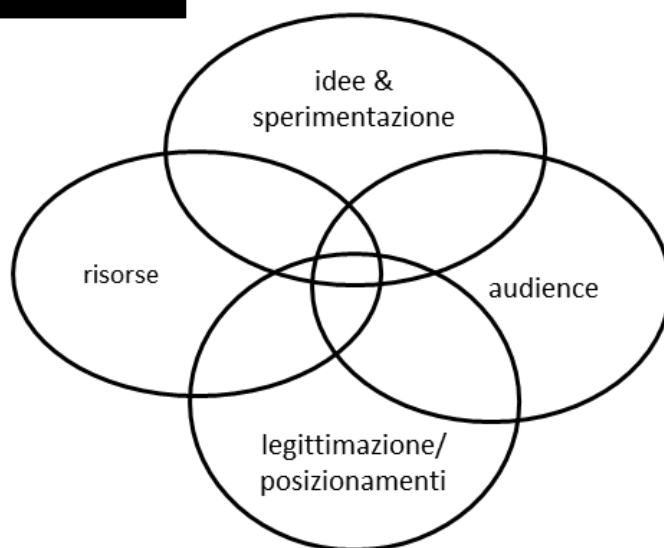 idee &
sperimentazione
risorse
audience
legittimazione/
posizionamenti